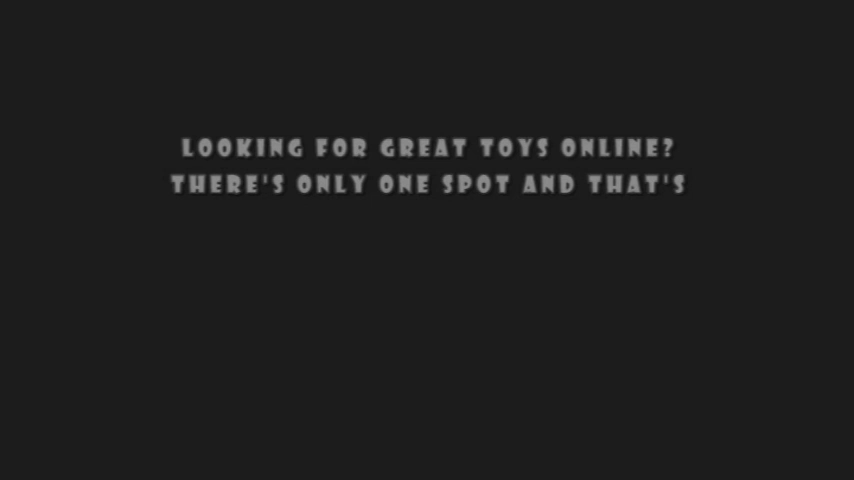 LOOKING FOR GREAT TOYS ONLINE?
THERE'S ONLY ONE SPOT AND THAT'S